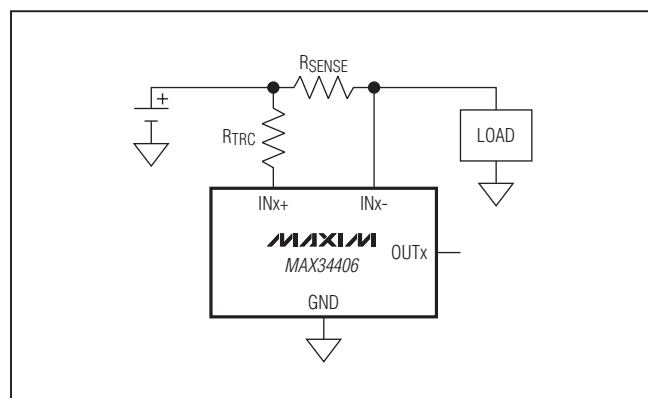 RSENSE
+
RTRC
LOAD
INx+ INx-
MAXIM
OUTx
MAX34406
GND